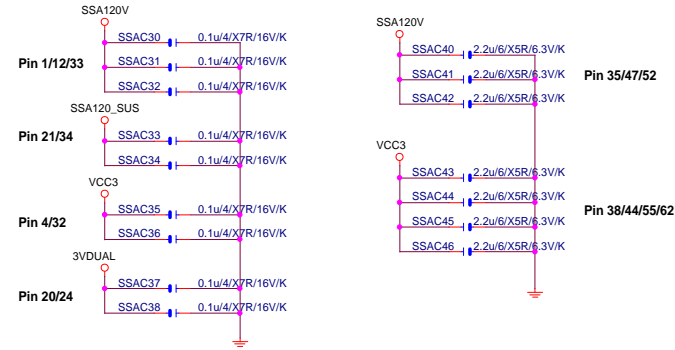 SSA120V
SSAC30 0.1u/4/X7R/16V/K
Pin 1/12/33
SSAC31 0.1u/4/X7R/16V/K
SSAC32 0.1u/4/X7R/16V/K
SSA120_SUS
Pin 21/34
SSAC33 0.1u/4/X7R/16V/K
SSAC34 0.1u/4/X7R/16V/K
VCC3
SSAC35 0.1u/4/X7R/16V/K
Pin 4/32
SSAC36 0.1u/4/X7R/16V/K
3VDUAL
SSAC37 0.1u/4/X7R/16V/K
Pin 20/24
SSAC38 0.1u/4/X7R/16V/K
SSA120V
SSAC40 2.2u/6/X5R/6.3V/K
SSAC41 2.2u/6/X5R/6.3V/K
Pin 35/47/52
SSAC42 2.2u/6/X5R/6.3V/K
VCC3
SSAC43 2.2u/6/X5R/6.3V/K
SSAC44 2.2u/6/X5R/6.3V/K
Pin 38/44/55/62
SSAC45 2.2u/6/X5R/6.3V/K
SSAC46 2.2u/6/X5R/6.3V/K